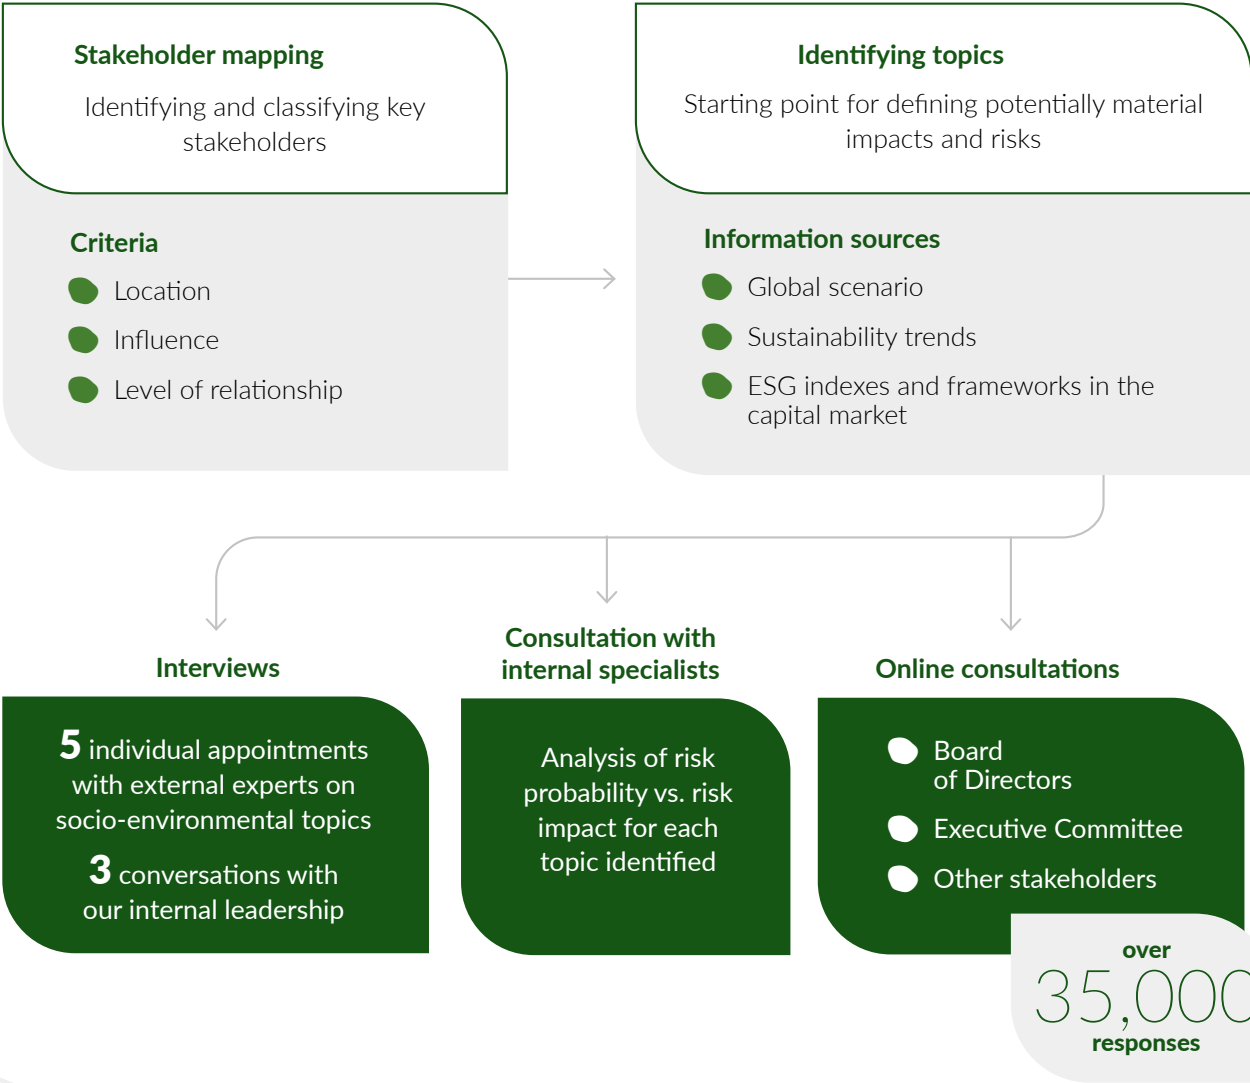 Stakeholder mapping
Identifying and classifying key
stakeholders
Criteria
Location
Influence
Level of relationship
Identifying topics
Starting point for defining potentially material
impacts and risks
Information sources
Global scenario
Sustainability trends
ESG indexes and frameworks in the
capital market
Interviews
5 individual appointments
with external experts on
socio-environmental topics
3 conversations with
our internal leadership
Consultation with
internal specialists
Analysis of risk
probability vs. risk
impact for each
topic identified
Online consultations
Board
of Directors
Executive Committee
Other stakeholders
over
35,000
responses